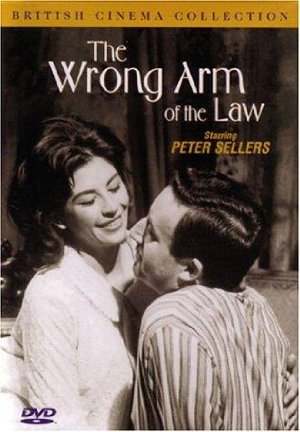 BRITISH CINEMA COLLECTION
The
Wrong Arm
of the Law
Starring
PETER SELLERS
DVD